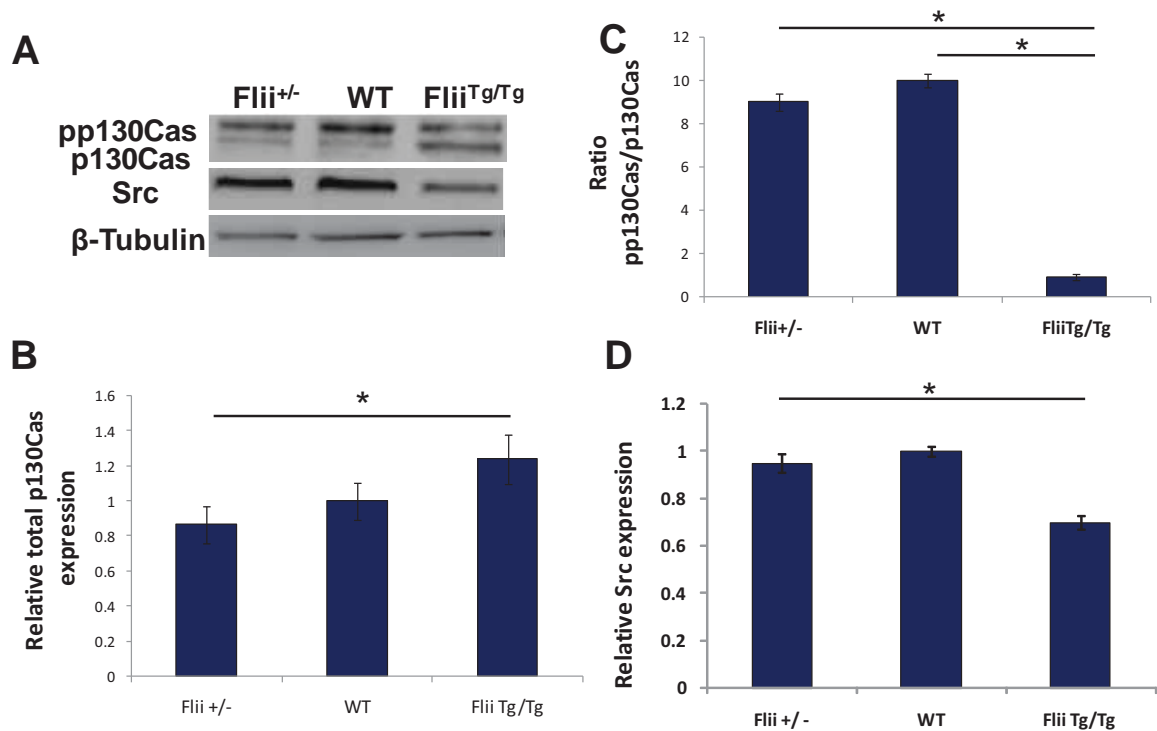 A
Flii+/- WT FliiTg/Tg
pp130Cas
p130Cas
Src
β-Tubulin
B
Relative total p130Cas
expression
1.6
1.4
1.2
1
0.8
0.6
0.4
0.2
0
*
Flii +/- WT Flii Tg/Tg
C
Ratio
pp130Cas/p130Cas
12
10
8
6
4
2
0
*
*
Flii+/- WT FliiTg/Tg
D
Relative Src expression
1.2
1
0.8
0.6
0.4
0.2
0
*
Flii +/ - WT Flii Tg/Tg